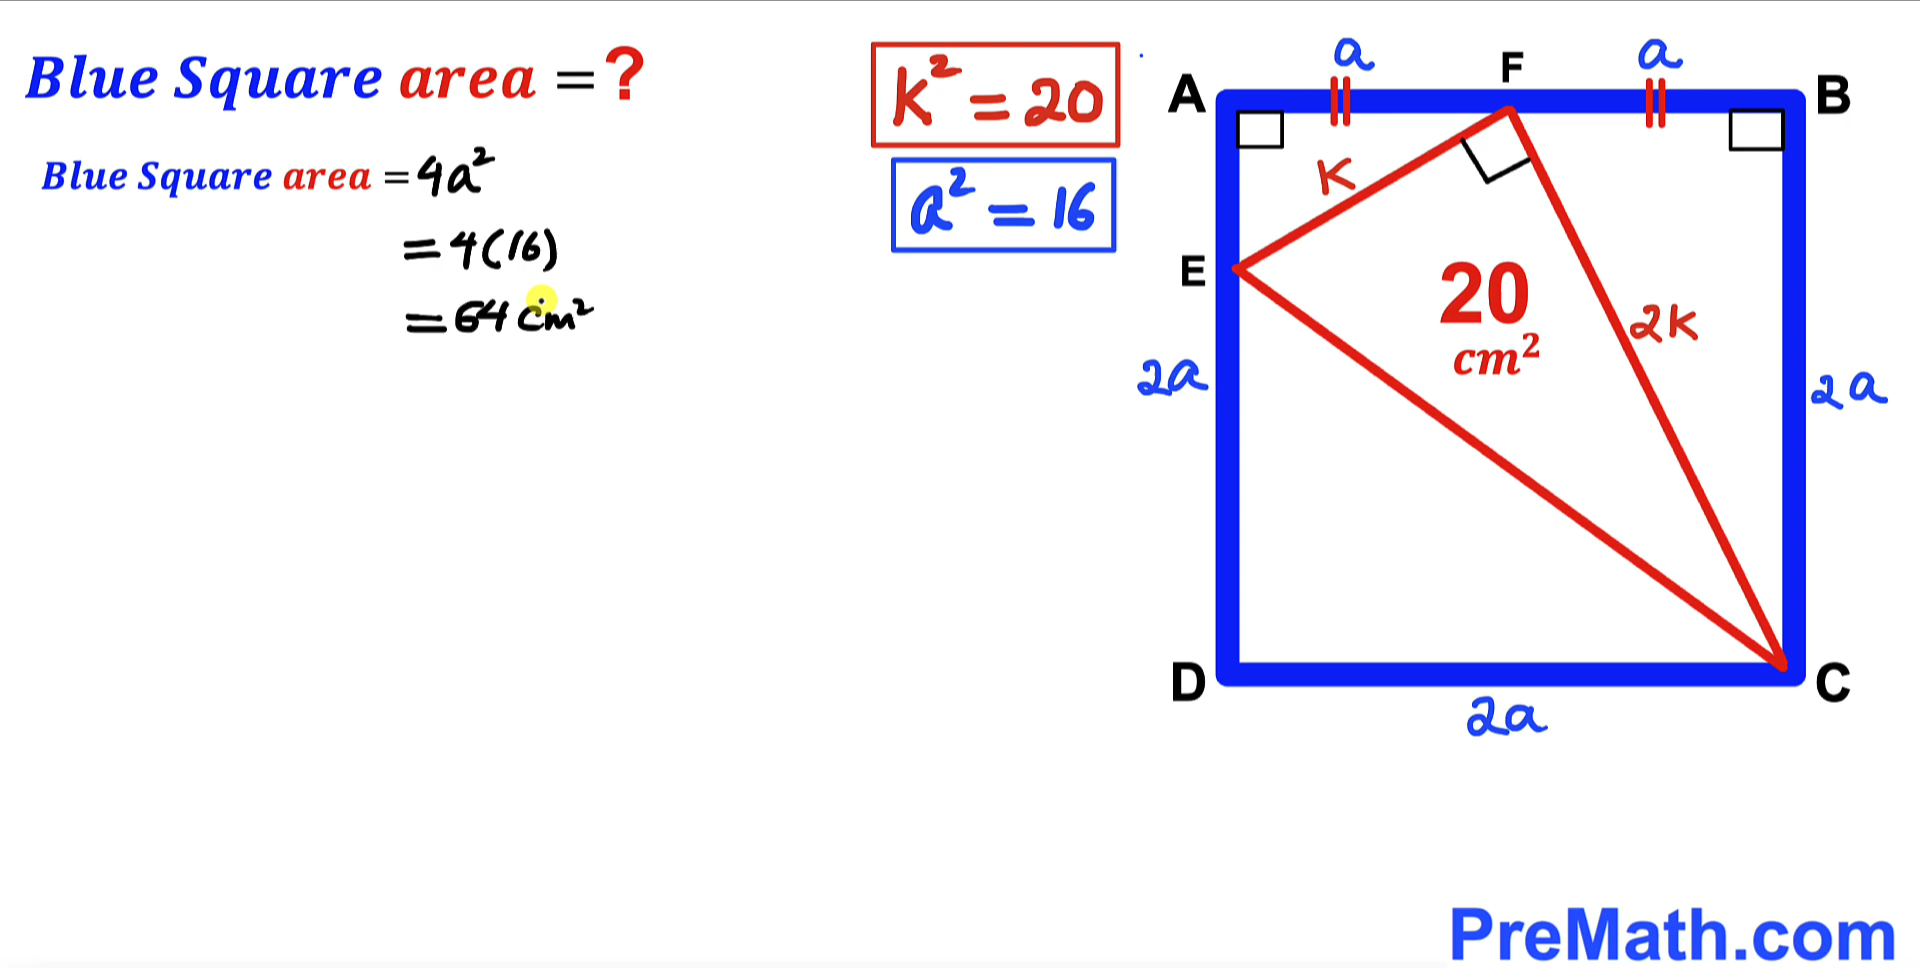 Blue Square area = ?
Blue Square area = 4a²
= 4(16)
= 64 cm²
K² = 20
a² = 16
a
F
a
A
B
K
E
20
cm²
2K
2a
2a
D
C
2a
PreMath.com